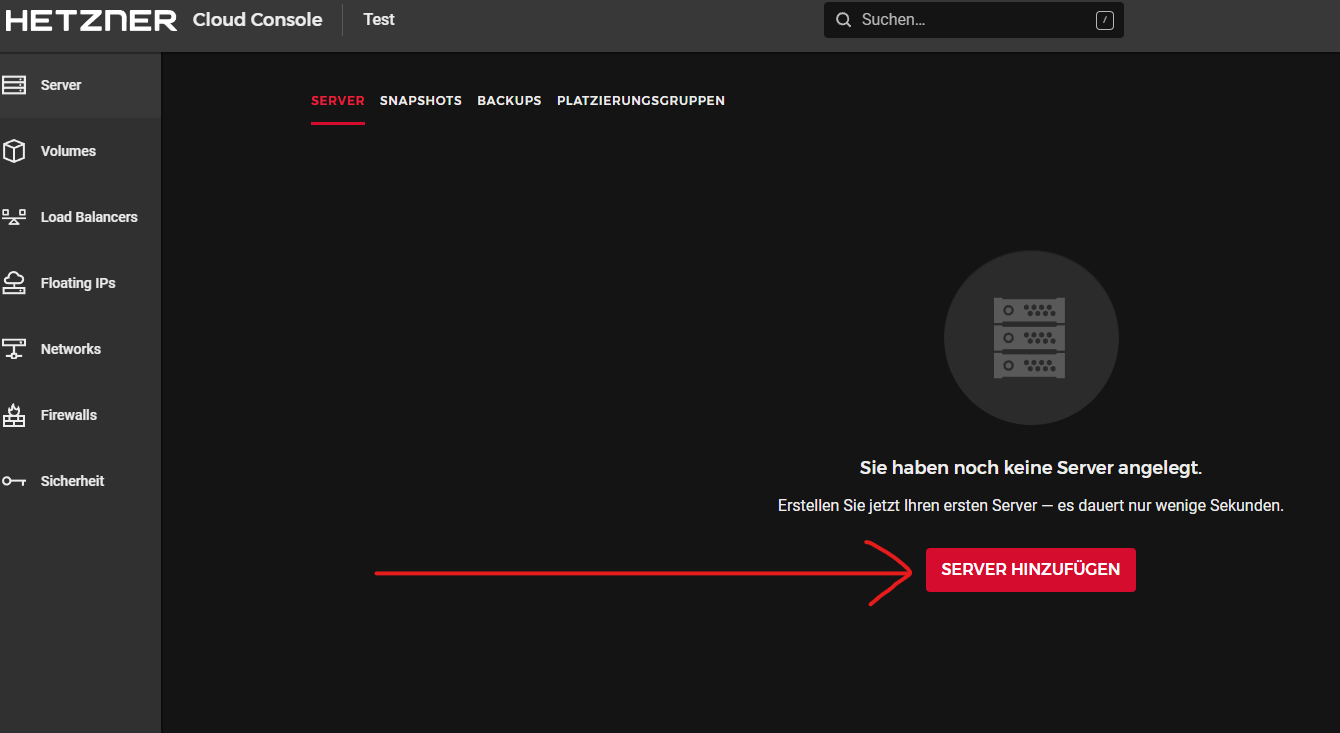 HETZNER Cloud Console Test Suchen... /
Server
SERVER SNAPSHOTS BACKUPS PLATZIERUNGSGRUPPEN
Volumes
Load Balancers
Floating IPs
Networks
Firewalls
Sicherheit
Sie haben noch keine Server angelegt.
Erstellen Sie jetzt Ihren ersten Server — es dauert nur wenige Sekunden.
SERVER HINZUFÜGEN